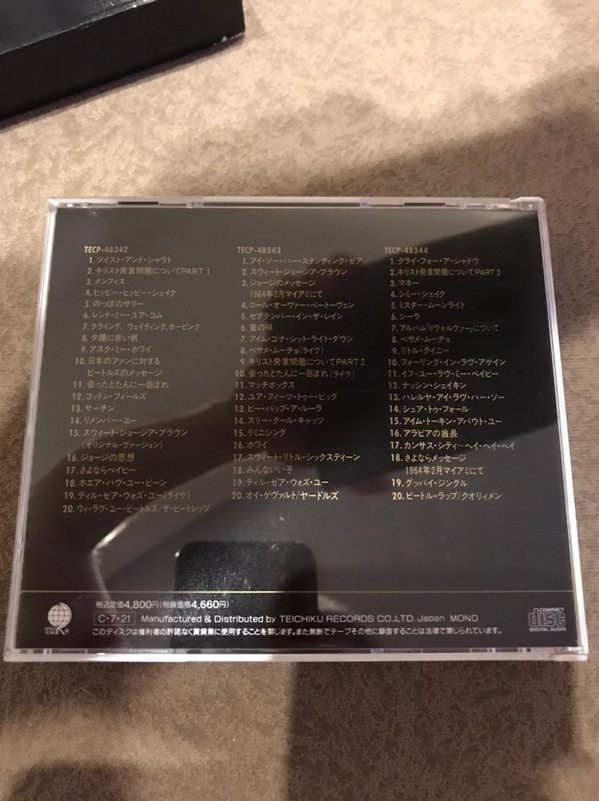 TECP-48342
1. ツイスト・アンド・シャウト
2. キリスト発言問題についてPART 1
3. メンフィス
4. ヒッピー・ヒッピー・シェイク
5. のっぽのサリー
6. レンド・ミー・ユア・コム
7. クライング、ウェイティング、ホーピング
8. 夕陽に赤い帆
9. アスク・ミー・ホワイ
10. 日本のファンに対する
ビートルズのメッセージ
11. 会ったとたんに一目ぼれ
12. コットン・フィールズ
13. サーチン
14. リメンバー・ユー
15. スウィート・ジョージア・ブラウン
(オリジナル・ヴァージョン)
16. ジョージの思想
17. さよならベイビー
18. ホエア・ハヴ・ユー・ビーン
19. ティル・ゼア・ウォズ・ユー(ライヴ)
20. ウィ・ラヴ・ユー・ビートルズ/ザ・ビートレッツ
TECP-48343
1. アイ・ソー・ハー・スタンディング・ゼア
2. スウィート・ジョージア・ブラウン
3. ジョージのメッセージ
1964年2月マイアミにて
4. ロール・オーヴァー・ベートーヴェン
5. セプテンバー・イン・ザ・レイン
6. 蜜の味
7. アイム・ゴナ・シット・ライト・ダウン
8. ベサメ・ムーチョ(ライヴ)
9. キリスト発言問題についてPART 2
10. 会ったとたんに一目ぼれ(ライヴ)
11. マッチボックス
12. ユア・フィーツ・トゥー・ビッグ
13. ビー・バップ・ア・ルーラ
14. スリー・クール・キャッツ
15. リミニシング
16. ホワイ
17. スウィート・リトル・シックスティーン
18. みんないい子
19. ティル・ゼア・ウォズ・ユー
20. オイ・ゲヴァルト/ヤードルズ
TECP-48344
1. クライ・フォー・ア・シャドウ
2. キリスト発言問題についてPART 3
3. マネー
4. シミー・シェイク
5. ミスター・ムーンライト
6. シーラ
7. アルバム『リヴォルヴァー』について
8. ベサメ・ムーチョ
9. リトル・クイニー
10. フォーリング・イン・ラヴ・アゲイン
11. イフ・ユー・ラヴ・ミー・ベイビー
12. ナッシン・シェイキン
13. ハレルヤ・アイ・ラヴ・ハー・ソー
14. シュア・トゥ・フォール
15. アイム・トーキン・アバウト・ユー
16. アラビアの酋長
17. カンサス・シティ〜ヘイ・ヘイ・ヘイ・ヘイ
18. さよならメッセージ
1964年2月マイアミにて
19. グッバイ・ジングル
20. ビートル・ラップ/クオリィメン
税込定価4,800円(税抜価格4,660円)
C・7・21 Manufactured & Distributed by TEICHIKU RECORDS CO.LTD. Japan MONO
このディスクは権利者の許諾なく賃貸業に使用することを禁じます。また無断でテープその他に録音することは法律で禁じられています。
COMPACT
disc
DIGITAL AUDIO